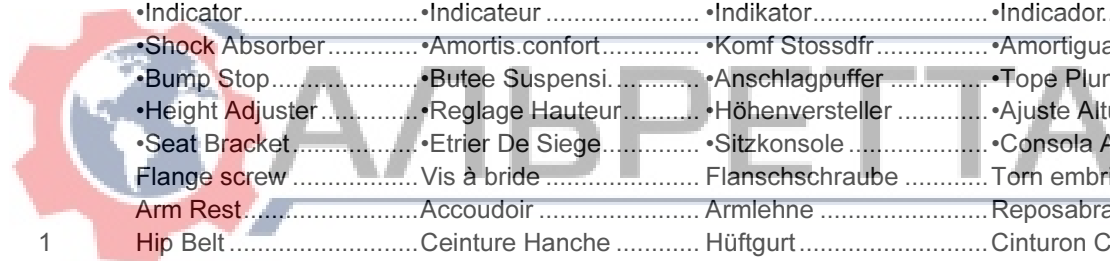 •Indicator........................•Indicateur .....................•Indikator........................•Indicador.
•Shock Absorber............•Amortis.confort.............•Komf Stossdfr................•Amortigua
•Bump Stop....................•Butee Suspensi.............•Anschlagpuffer ..............•Tope Plur
•Height Adjuster .............•Reglage Hauteur...........•Höhenversteller .............•Ajuste Altu
•Seat Bracket..................•Etrier De Siege..............•Sitzkonsole ....................•Consola A
Flange screw ..................Vis à bride ......................Flanschschraube ............Torn embri
Arm Rest.........................Accoudoir .......................Armlehne ........................Reposabra
1 Hip Belt ...........................Ceinture Hanche ............Hüftgurt...........................Cinturon C
АЛЬРЕТТА